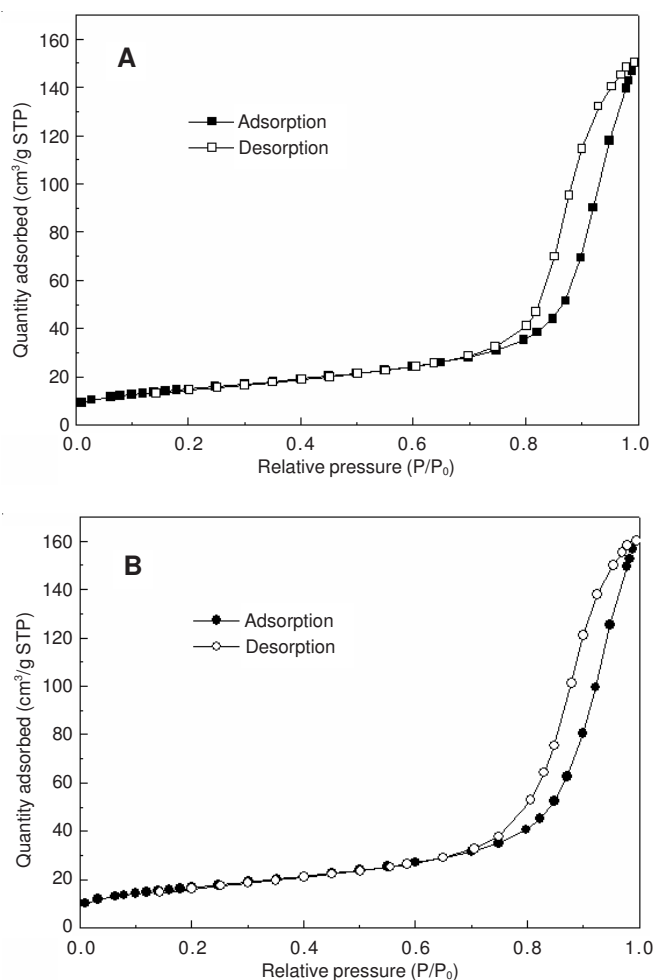 A
160
140
120
100
80
60
40
20
0
Quantity adsorbed (cm³/g STP)
Adsorption
Desorption
0.0 0.2 0.4 0.6 0.8 1.0
Relative pressure (P/P₀)
B
160
140
120
100
80
60
40
20
0
Quantity adsorbed (cm³/g STP)
Adsorption
Desorption
0.0 0.2 0.4 0.6 0.8 1.0
Relative pressure (P/P₀)